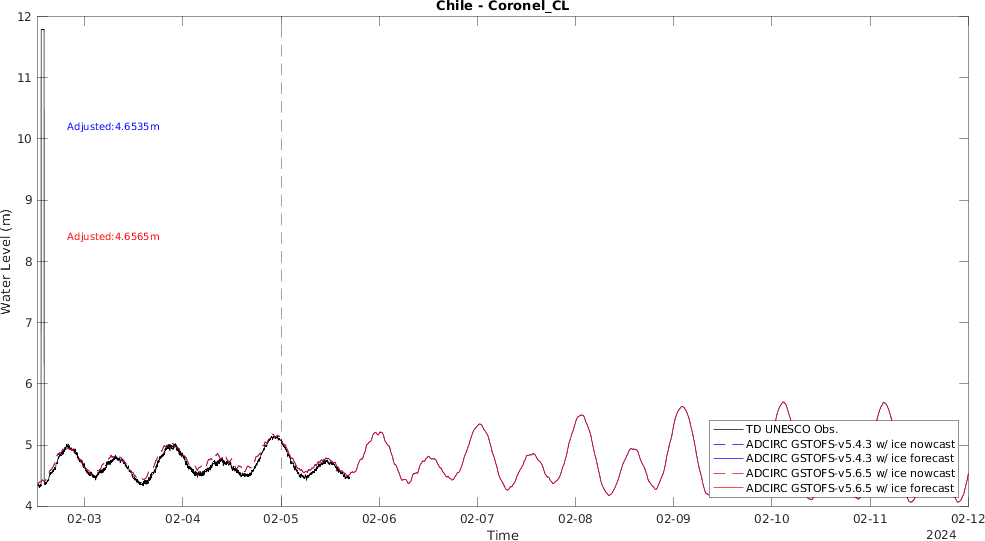 Chile - Coronel_CL
Water Level (m)
12
11
10
9
8
7
6
5
4
Adjusted:4.6535m
Adjusted:4.6565m
TD UNESCO Obs.
ADCIRC GSTOFS-v5.4.3 w/ ice nowcast
ADCIRC GSTOFS-v5.4.3 w/ ice forecast
ADCIRC GSTOFS-v5.6.5 w/ ice nowcast
ADCIRC GSTOFS-v5.6.5 w/ ice forecast
02-03 02-04 02-05 02-06 02-07 02-08 02-09 02-10 02-11 02-12
Time
2024